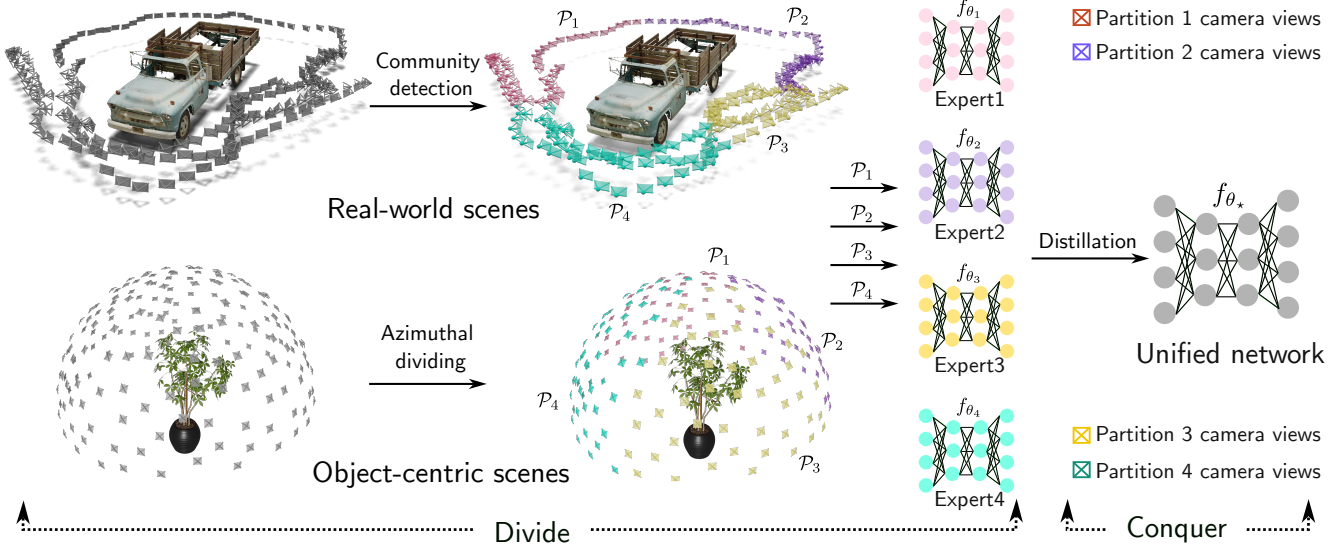 Community
detection
Real-world scenes
Azimuthal
dividing
Object-centric scenes
𝒫₁
𝒫₂
𝒫₃
𝒫₄
𝒫₁
𝒫₂
𝒫₃
𝒫₄
𝒫₁
𝒫₂
𝒫₃
𝒫₄
f_θ₁
Expert1
f_θ₂
Expert2
f_θ₃
Expert3
f_θ₄
Expert4
Distillation
f_θ⋆
Unified network
Partition 1 camera views
Partition 2 camera views
Partition 3 camera views
Partition 4 camera views
Divide
Conquer